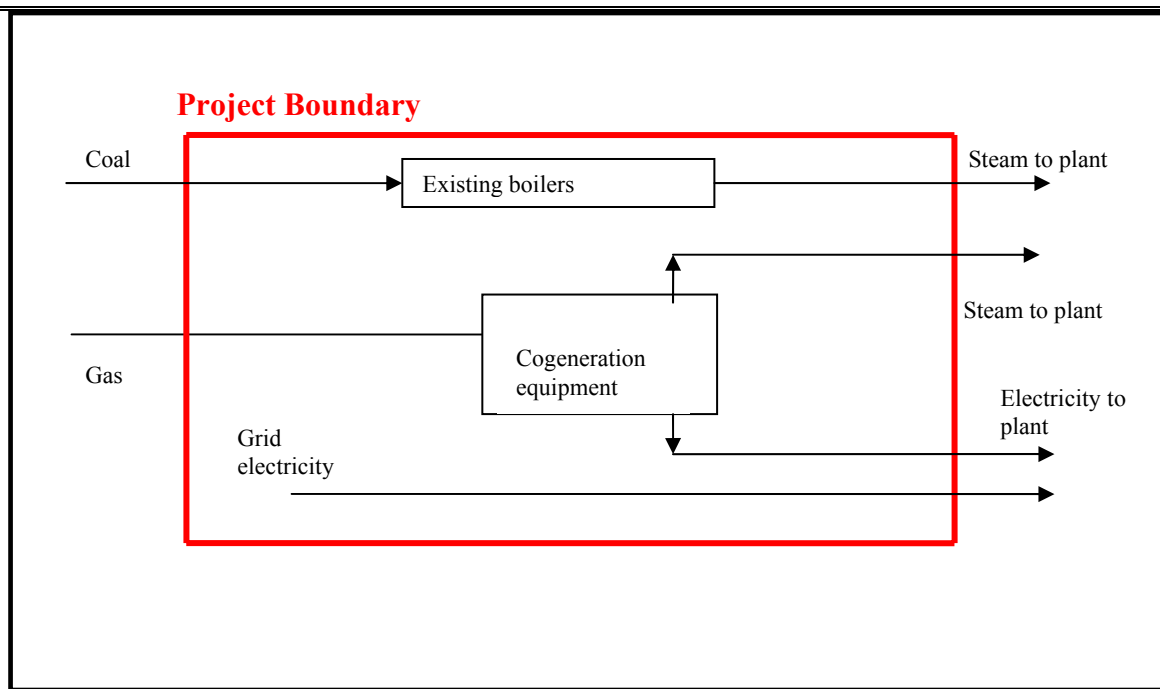 Project Boundary
Coal
Existing boilers
Steam to plant
Steam to plant
Gas
Cogeneration
equipment
Electricity to
plant
Grid
electricity